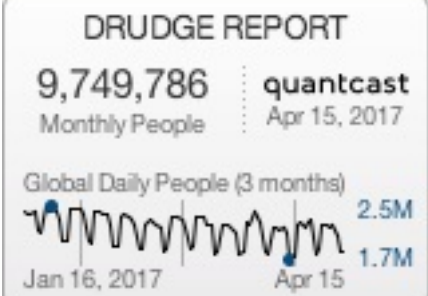 DRUDGE REPORT
9,749,786
Monthly People
quantcast
Apr 15, 2017
Global Daily People (3 months)
2.5M
1.7M
Jan 16, 2017
Apr 15